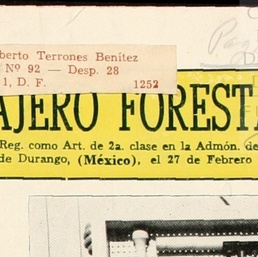 berto Terrones Benítez
Nº 92 — Desp. 28
1, D. F. 1252
AJERO FOREST
Reg. como Art. de 2a. clase en la Admón. de
de Durango, (México), el 27 de Febrero